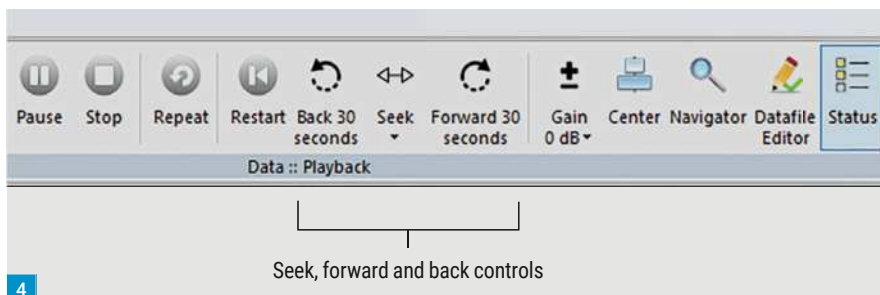 Pause Stop Repeat Restart Back 30 Seek Forward 30 Gain Center Navigator Datafile Status
seconds seconds 0 dB Editor
Data :: Playback
Seek, forward and back controls
4